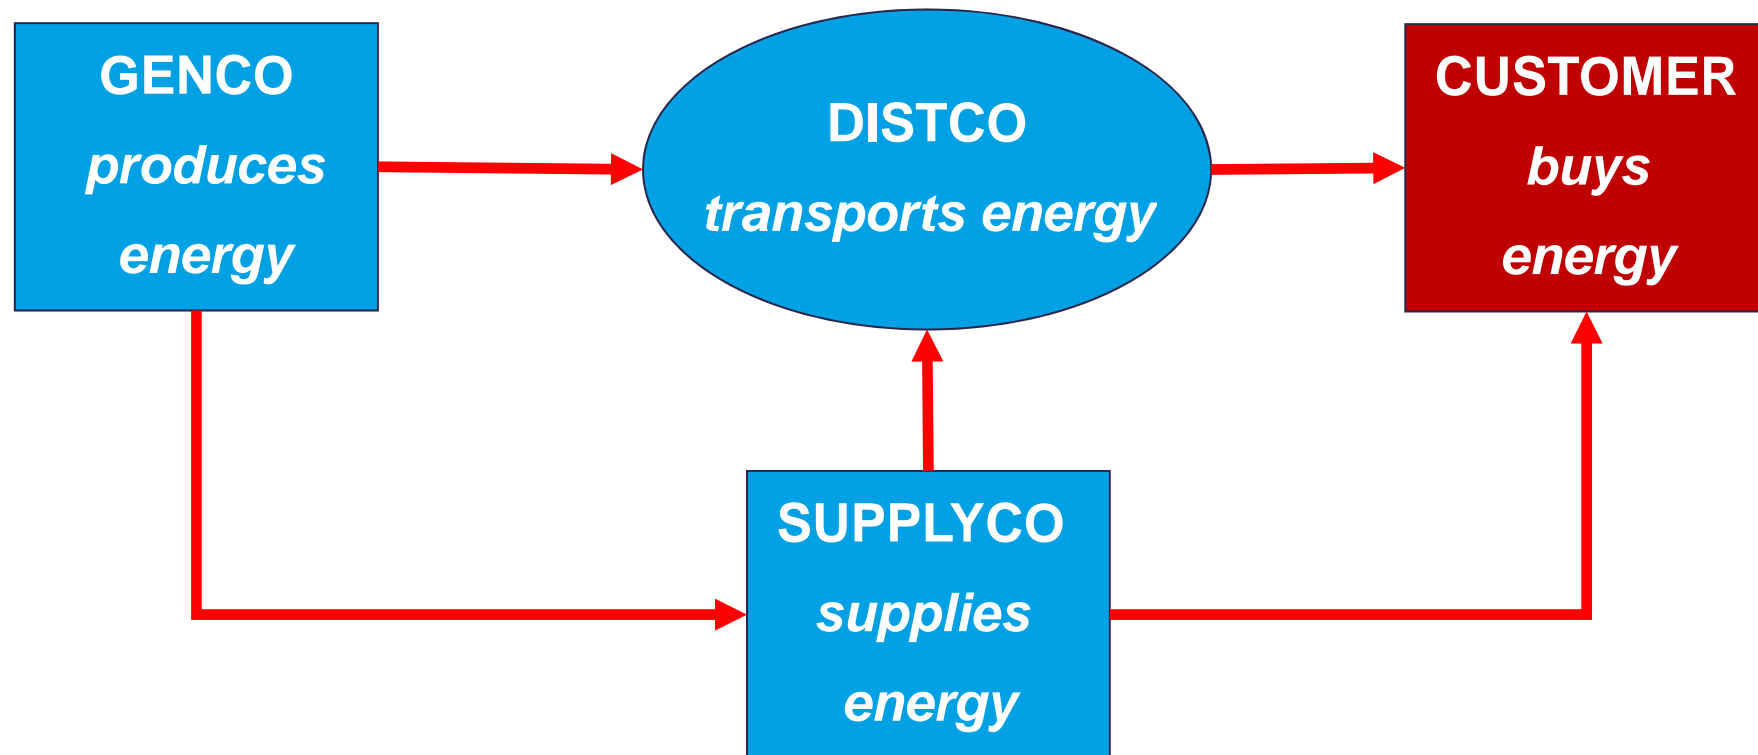 GENCO
produces
energy
DISTCO
transports energy
CUSTOMER
buys
energy
SUPPLYCO
supplies
energy